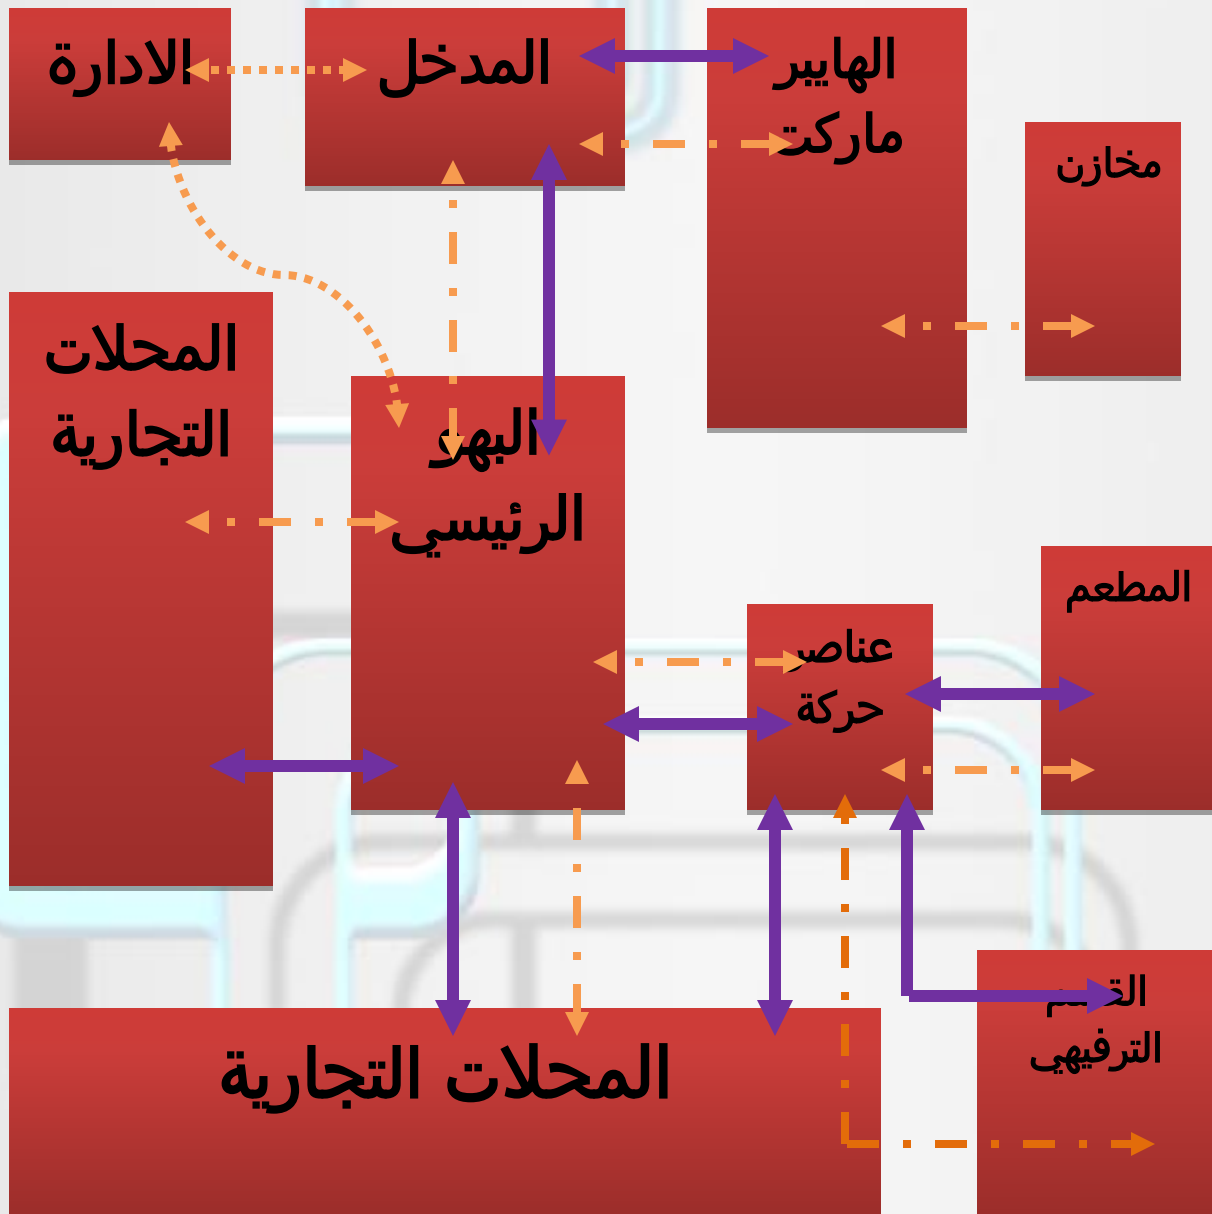 الادارة
المدخل
الهايبر
ماركت
مخازن
المحلات
التجارية
البهو
الرئيسي
المطعم
عناصر
حركة
القسم
الترفيهي
المحلات التجارية